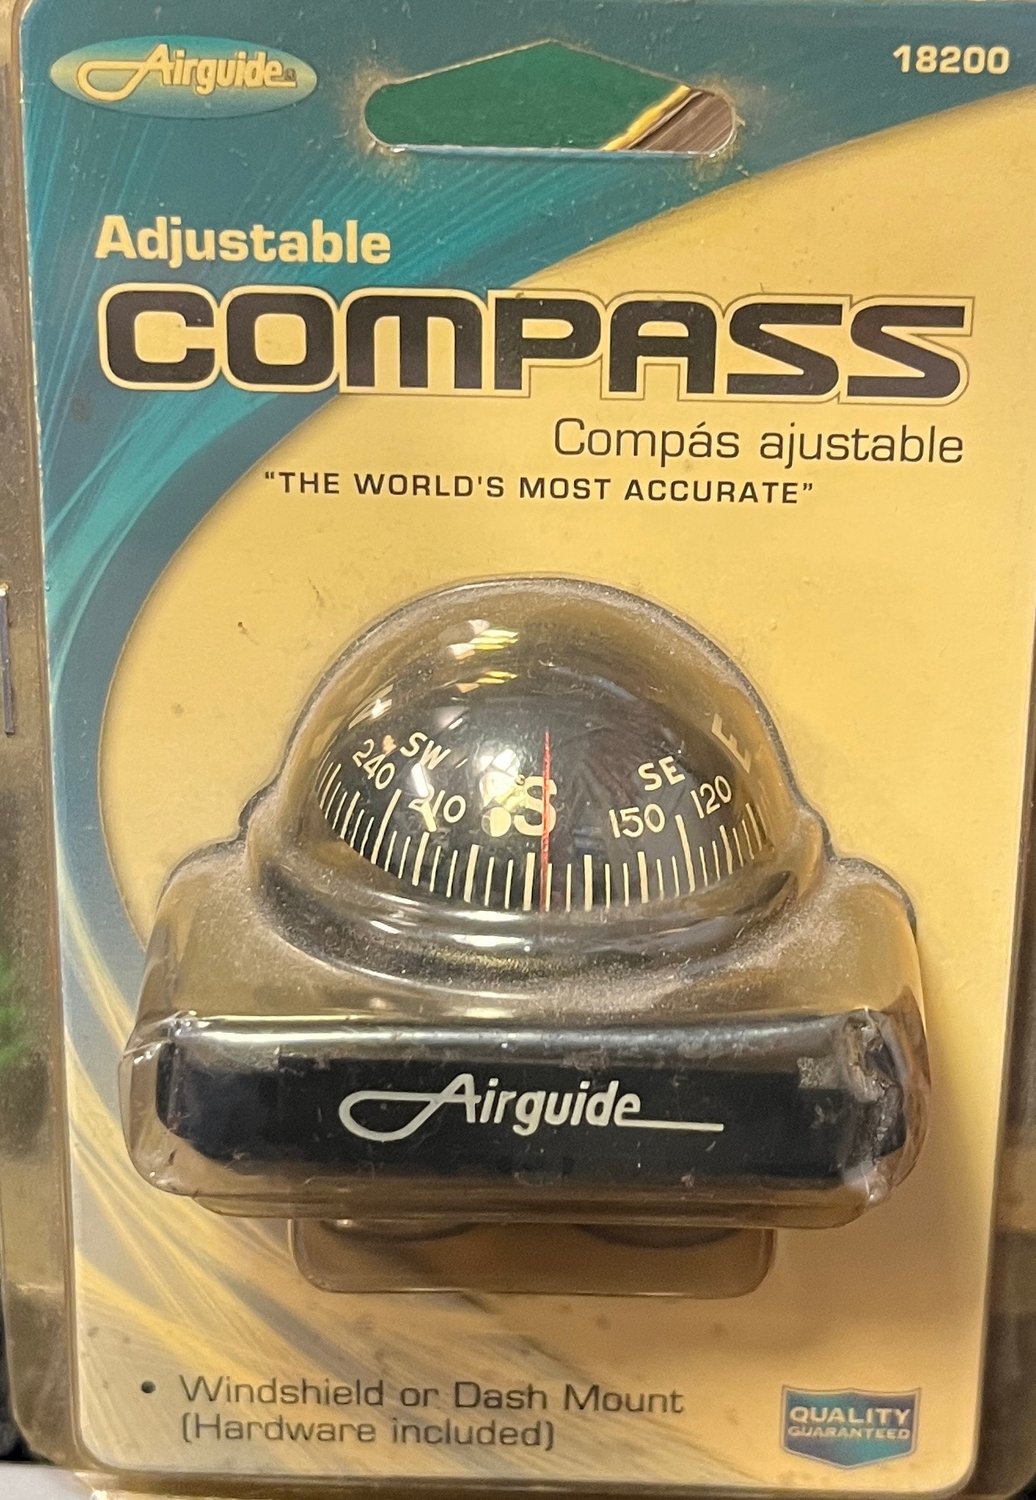 Airguide
18200
Adjustable
COMPASS
Compás ajustable
"THE WORLD'S MOST ACCURATE"
SW
240
210
S
SE
150
120
E
Airguide
• Windshield or Dash Mount
(Hardware included)
QUALITY
GUARANTEED